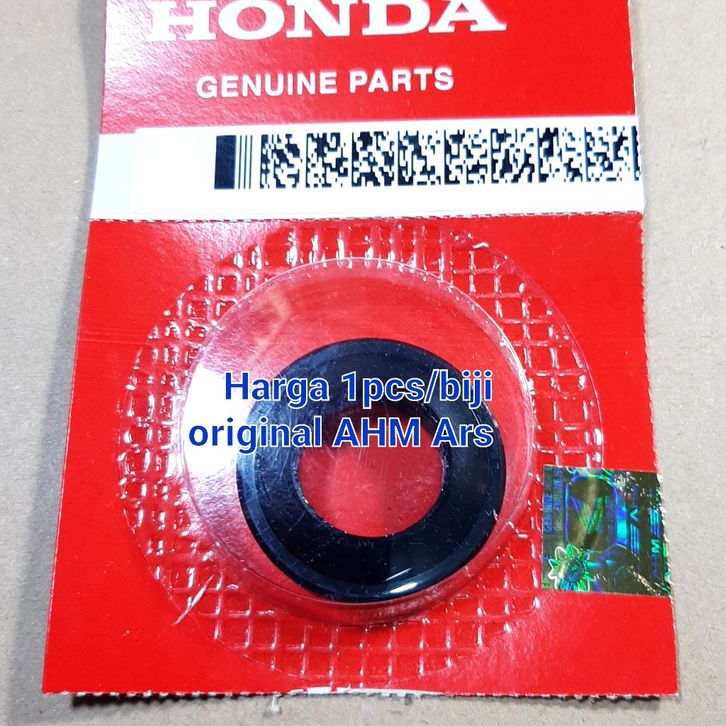 HONDA
GENUINE PARTS
Harga 1pcs/biji
original AHM Ars